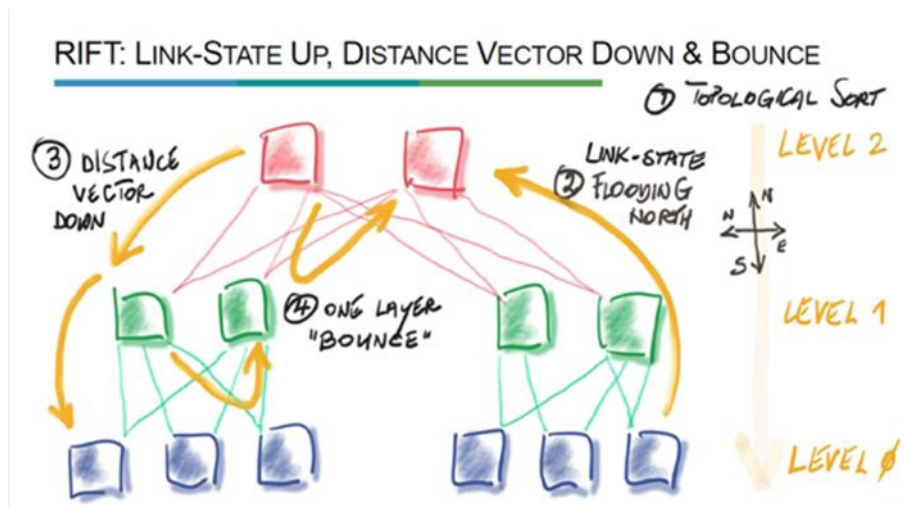 RIFT: LINK-STATE UP, DISTANCE VECTOR DOWN & BOUNCE
① TOPOLOGICAL SORT
LEVEL 2
③ DISTANCE
VECTOR
DOWN
LINK-STATE
② FLOODING
NORTH
N
W
E
S
④ ONE LAYER
"BOUNCE"
LEVEL 1
LEVEL Ø